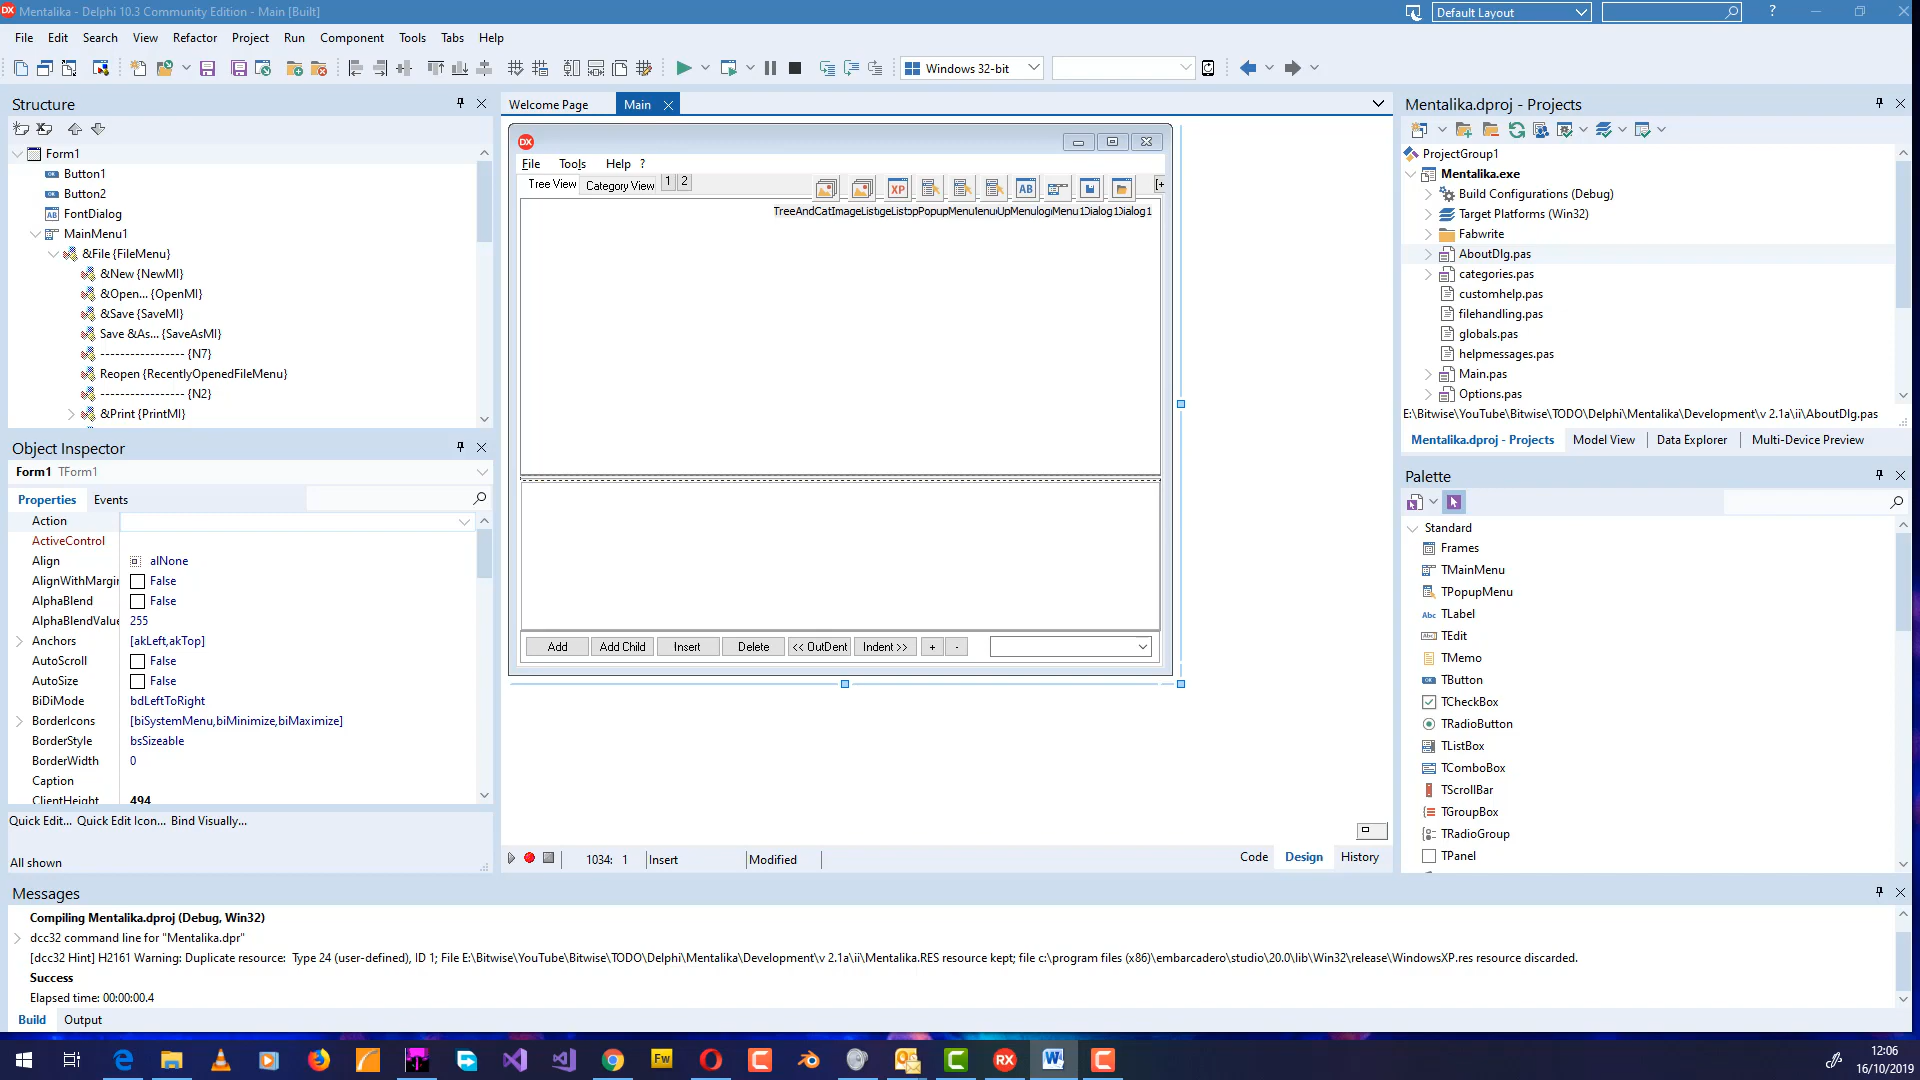 Mentalika - Delphi 10.3 Community Edition - Main [Built]
Default Layout
?
File Edit Search View Refactor Project Run Component Tools Tabs Help
Windows 32-bit
Structure
Form1
Button1
Button2
FontDialog
MainMenu1
&File {FileMenu}
&New {NewMI}
&Open... {OpenMI}
&Save {SaveMI}
Save &As... {SaveAsMI}
----------------- {N7}
Reopen {RecentlyOpenedFileMenu}
----------------- {N2}
&Print {PrintMI}
Object Inspector
Form1 TForm1
Properties Events
Action
ActiveControl
Align alNone
AlignWithMargin False
AlphaBlend False
AlphaBlendValue 255
Anchors [akLeft,akTop]
AutoScroll False
AutoSize False
BiDiMode bdLeftToRight
BorderIcons [biSystemMenu,biMinimize,biMaximize]
BorderStyle bsSizeable
BorderWidth 0
Caption
ClientHeight 494
Quick Edit... Quick Edit Icon... Bind Visually...
All shown
Welcome Page Main
DX
File Tools Help ?
Tree View Category View 1 2
XP AB
Add Add Child Insert Delete << OutDent Indent >> + -
1034: 1 Insert Modified
Code Design History
Mentalika.dproj - Projects
ProjectGroup1
Mentalika.exe
Build Configurations (Debug)
Target Platforms (Win32)
Fabwrite
AboutDlg.pas
categories.pas
customhelp.pas
filehandling.pas
globals.pas
helpmessages.pas
Main.pas
Options.pas
E:\Bitwise\YouTube\Bitwise\TODO\Delphi\Mentalika\Development\v 2.1a\ii\AboutDlg.pas
Mentalika.dproj - Projects Model View Data Explorer Multi-Device Preview
Palette
Standard
Frames
TMainMenu
TPopupMenu
TLabel
TEdit
TMemo
TButton
TCheckBox
TRadioButton
TListBox
TComboBox
TScrollBar
TGroupBox
TRadioGroup
TPanel
Messages
Compiling Mentalika.dproj (Debug, Win32)
dcc32 command line for "Mentalika.dpr"
[dcc32 Hint] H2161 Warning: Duplicate resource: Type 24 (user-defined), ID 1; File E:\Bitwise\YouTube\Bitwise\TODO\Delphi\Mentalika\Development\v 2.1a\ii\Mentalika.RES resource kept; file c:\program files (x86)\embarcadero\studio\20.0\lib\Win32\release\WindowsXP.res resource discarded.
Success
Elapsed time: 00:00:00.4
Build Output
Fw
RX
12:06
16/10/2019